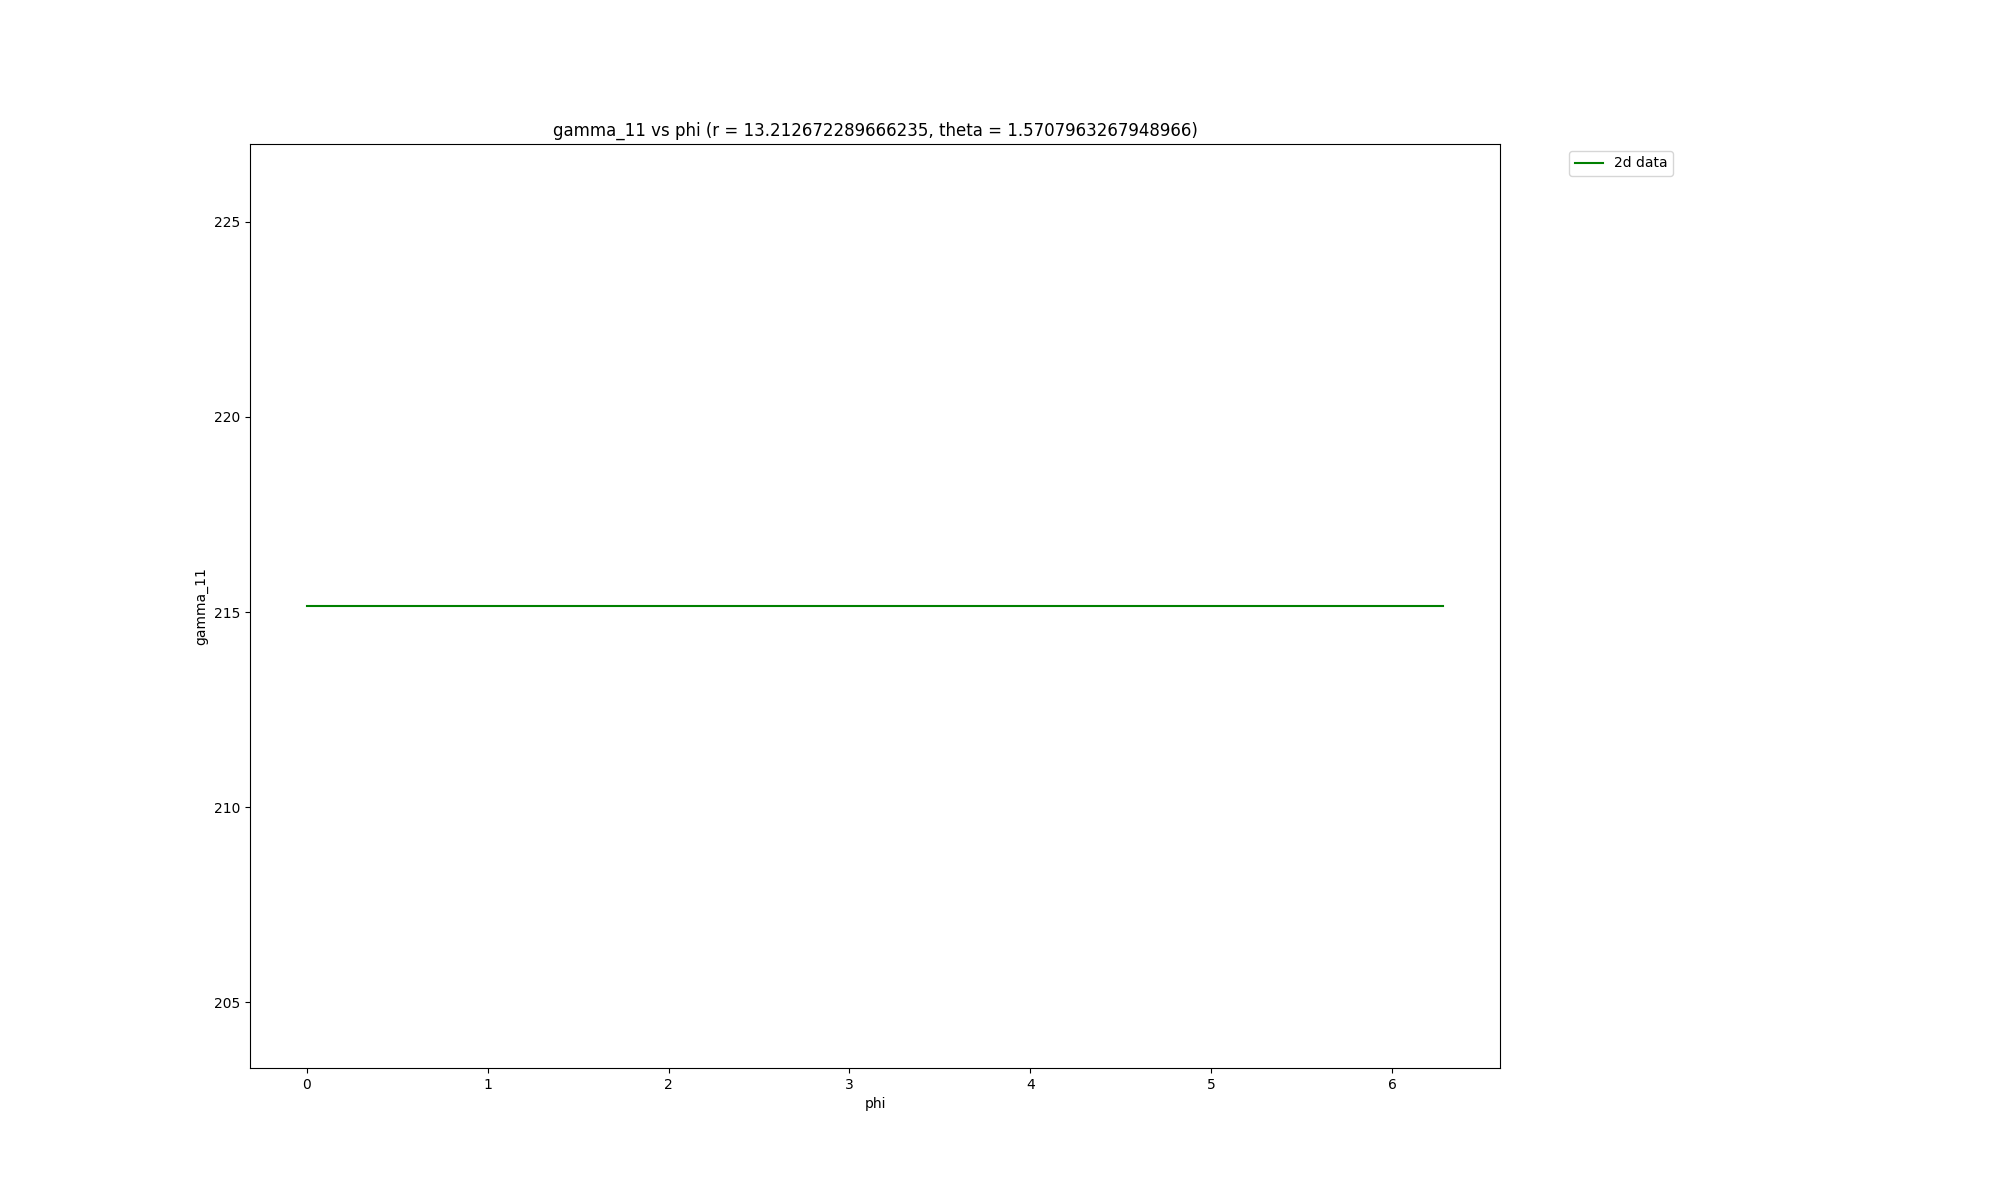 gamma_11 vs phi (r = 13.212672289666235, theta = 1.5707963267948966)
2d data
225
220
215
210
205
gamma_11
0 1 2 3 4 5 6
phi